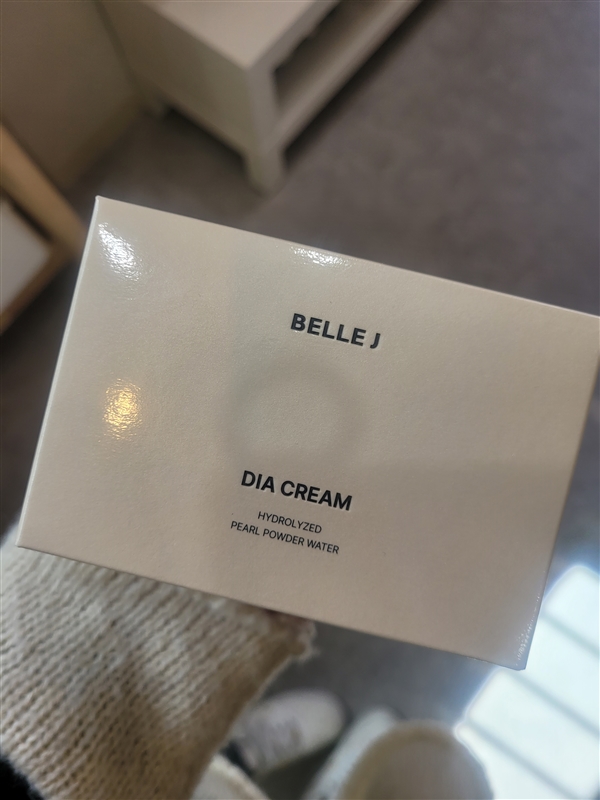 BELLE J
DIA CREAM
HYDROLYZED
PEARL POWDER WATER